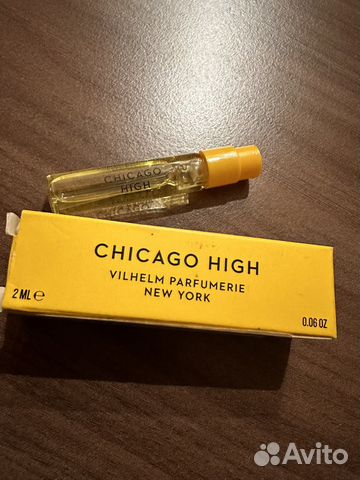 CHICAGO
HIGH
CHICAGO HIGH
VILHELM PARFUMERIE
NEW YORK
2 ML ℮
0.06 OZ
Avito